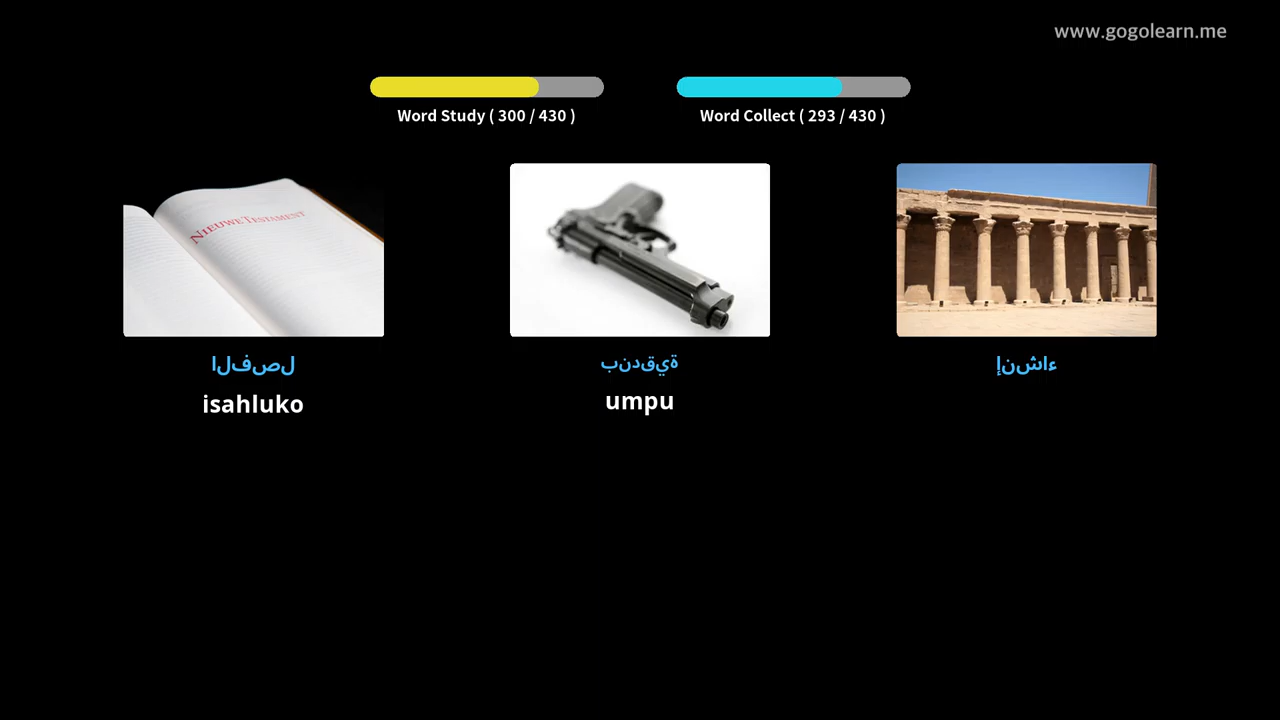 www.gogolearn.me
Word Study ( 300 / 430 )
Word Collect ( 293 / 430 )
NIEUWE TESTAMENT
الفصل
isahluko
بندقية
umpu
إنشاء